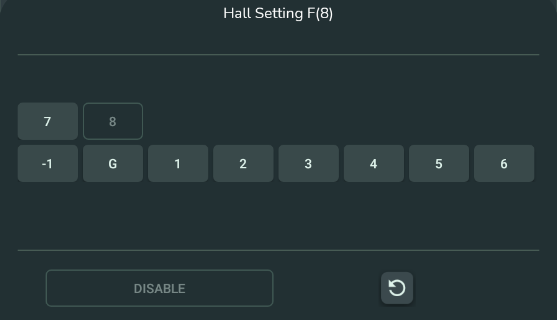 Hall Setting F(8)
7 8
-1 G 1 2 3 4 5 6
DISABLE